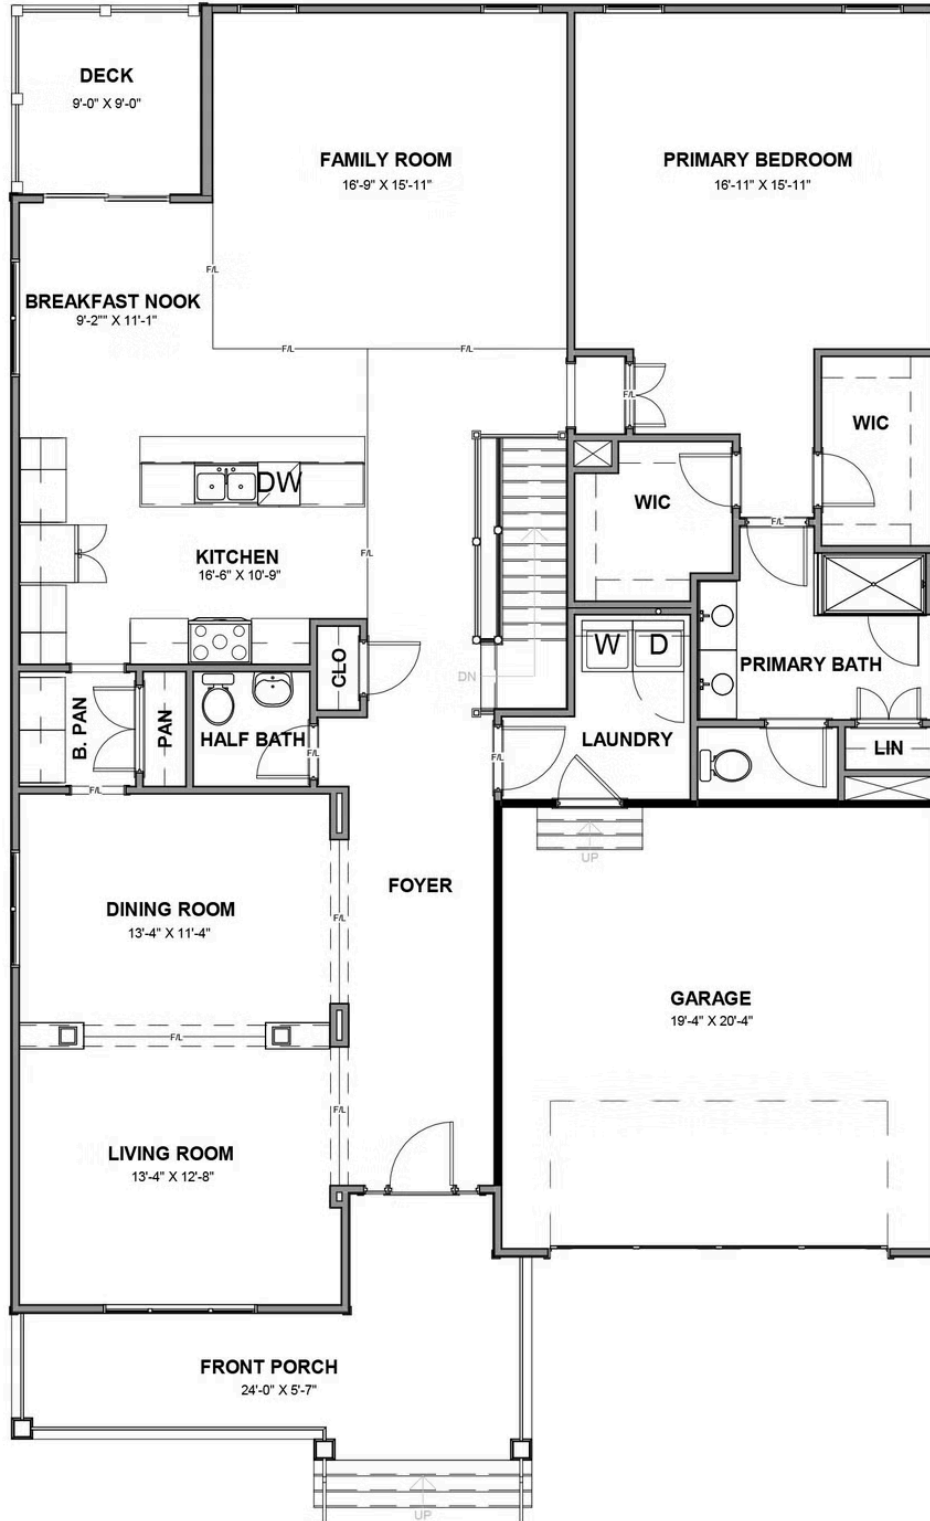 DECK
9'-0" X 9'-0"
FAMILY ROOM
16'-9" X 15'-11"
PRIMARY BEDROOM
16'-11" X 15'-11"
F/L
BREAKFAST NOOK
9'-2"" X 11'-1"
F/L
F/L
F/L
WIC
WIC
DW
F/L
KITCHEN
16'-6" X 10'-9"
F/L
W
D
CLO
DN
PRIMARY BATH
B. PAN
PAN
HALF BATH
F/L
F/L
LAUNDRY
LIN
F/L
UP
FOYER
DINING ROOM
13'-4" X 11'-4"
F/L
GARAGE
19'-4" X 20'-4"
F/L
F/L
LIVING ROOM
13'-4" X 12'-8"
FRONT PORCH
24'-0" X 5'-7"
UP